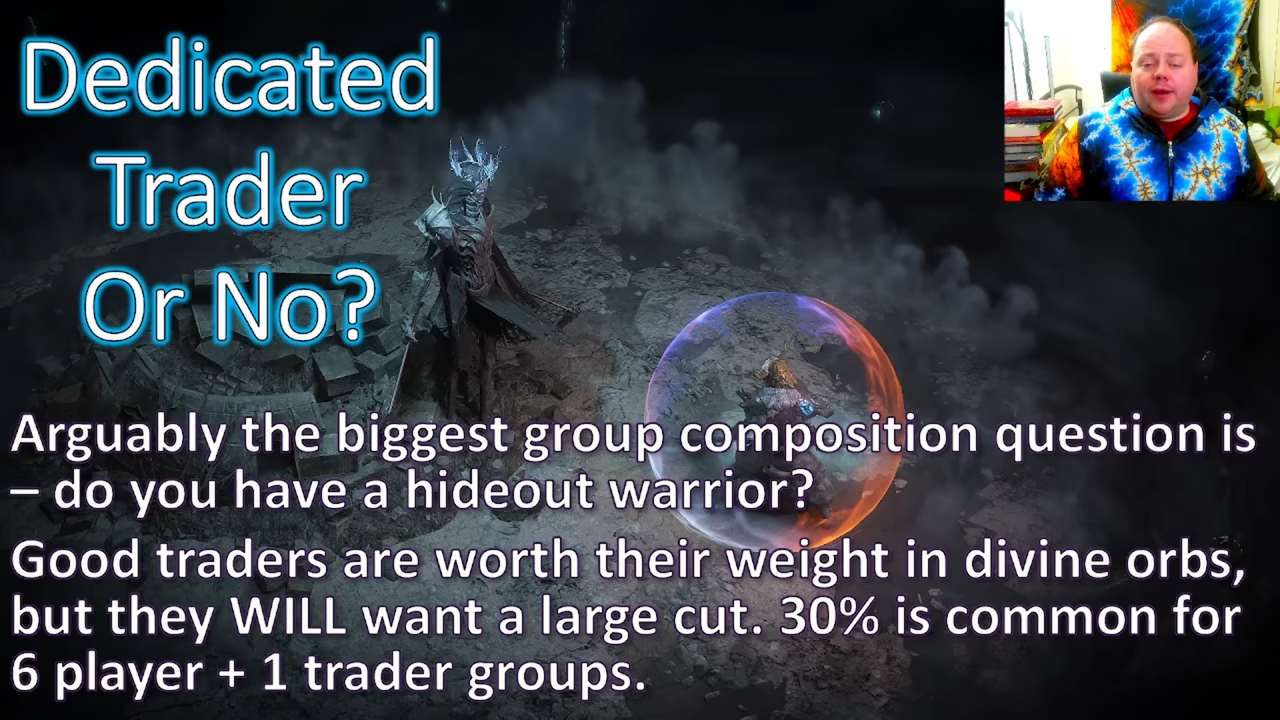 Dedicated
Trader
Or No?
Arguably the biggest group composition question is
– do you have a hideout warrior?
Good traders are worth their weight in divine orbs,
but they WILL want a large cut. 30% is common for
6 player + 1 trader groups.